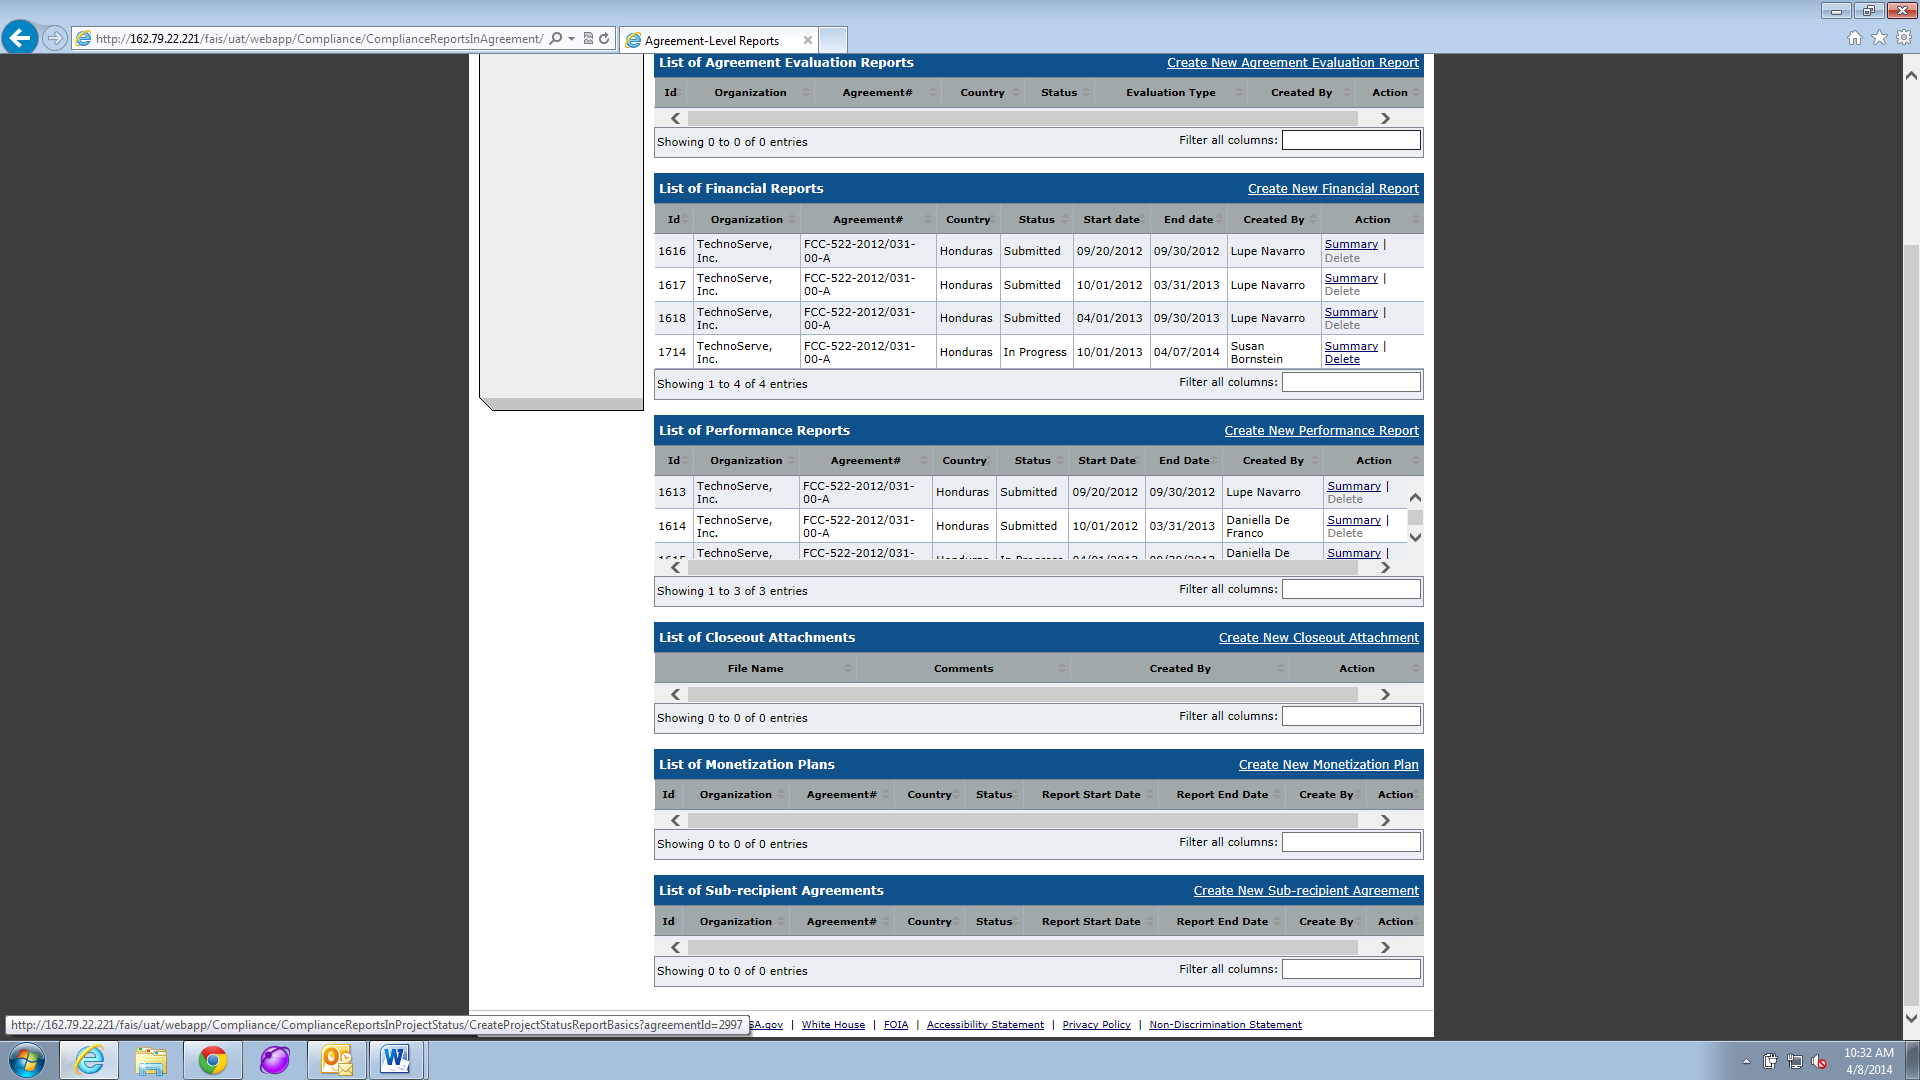 http://162.79.22.221/fais/uat/webapp/Compliance/ComplianceReportsInAgreement/
Agreement-Level Reports
List of Agreement Evaluation Reports Create New Agreement Evaluation Report
Id Organization Agreement# Country Status Evaluation Type Created By Action
Showing 0 to 0 of 0 entries Filter all columns:
List of Financial Reports Create New Financial Report
Id Organization Agreement# Country Status Start date End date Created By Action
1616 TechnoServe, Inc. FCC-522-2012/031-00-A Honduras Submitted 09/20/2012 09/30/2012 Lupe Navarro Summary | Delete
1617 TechnoServe, Inc. FCC-522-2012/031-00-A Honduras Submitted 10/01/2012 03/31/2013 Lupe Navarro Summary | Delete
1618 TechnoServe, Inc. FCC-522-2012/031-00-A Honduras Submitted 04/01/2013 09/30/2013 Lupe Navarro Summary | Delete
1714 TechnoServe, Inc. FCC-522-2012/031-00-A Honduras In Progress 10/01/2013 04/07/2014 Susan Bornstein Summary | Delete
Showing 1 to 4 of 4 entries Filter all columns:
List of Performance Reports Create New Performance Report
Id Organization Agreement# Country Status Start Date End Date Created By Action
1613 TechnoServe, Inc. FCC-522-2012/031-00-A Honduras Submitted 09/20/2012 09/30/2012 Lupe Navarro Summary | Delete
1614 TechnoServe, Inc. FCC-522-2012/031-00-A Honduras Submitted 10/01/2012 03/31/2013 Daniella De Franco Summary | Delete
TechnoServe, FCC-522-2012/031- Daniella De Summary |
Showing 1 to 3 of 3 entries Filter all columns:
List of Closeout Attachments Create New Closeout Attachment
File Name Comments Created By Action
Showing 0 to 0 of 0 entries Filter all columns:
List of Monetization Plans Create New Monetization Plan
Id Organization Agreement# Country Status Report Start Date Report End Date Create By Action
Showing 0 to 0 of 0 entries Filter all columns:
List of Sub-recipient Agreements Create New Sub-recipient Agreement
Id Organization Agreement# Country Status Report Start Date Report End Date Create By Action
Showing 0 to 0 of 0 entries Filter all columns:
http://162.79.22.221/fais/uat/webapp/Compliance/ComplianceReportsInProjectStatus/CreateProjectStatusReportBasics?agreementId=2997 SA.gov | White House | FOIA | Accessibility Statement | Privacy Policy | Non-Discrimination Statement
10:32 AM
4/8/2014